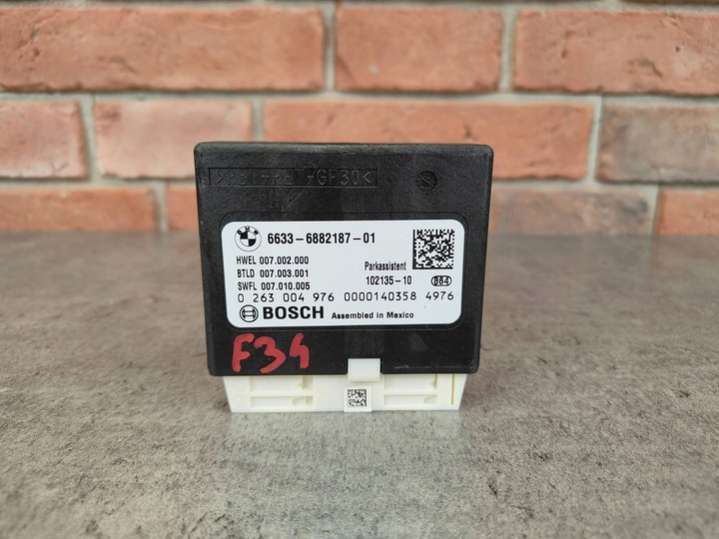 6633-6882187-01
HWEL 007.002.000
BTLD 007.003.001
Parkassistent
SWFL 007.010.005
102135-10
0 263 004 976 0000140358 4976
BOSCH Assembled in Mexico
F34